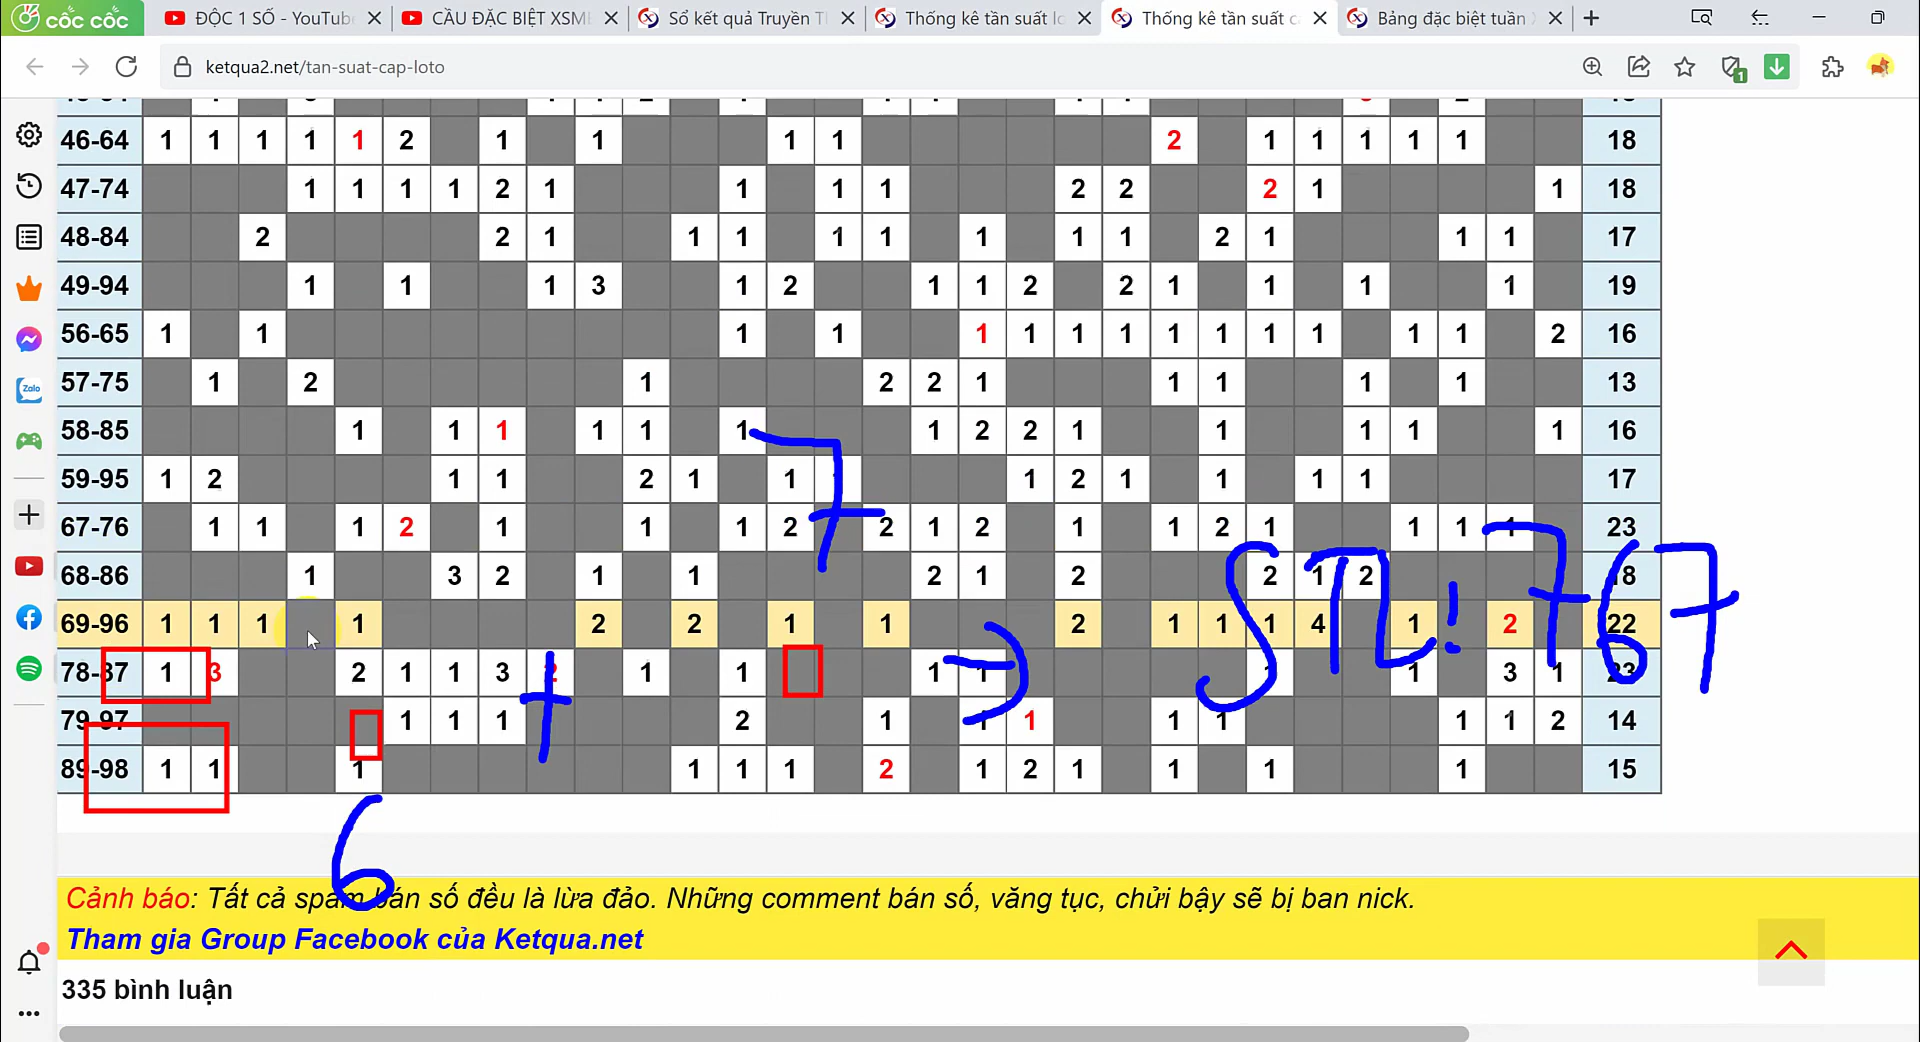 cốc cốc
ĐỘC 1 SỐ - YouTube
CẦU ĐẶC BIỆT XSMB
Sổ kết quả Truyền Th
Thống kê tần suất lo
Thống kê tần suất c
Bảng đặc biệt tuần X
ketqua2.net/tan-suat-cap-loto
46-64 1 1 1 1 1 2 1 1 1 1 2 1 1 1 1 1 18
47-74 1 1 1 1 2 1 1 1 1 2 2 2 1 1 18
48-84 2 2 1 1 1 1 1 1 1 1 2 1 1 1 17
49-94 1 1 1 3 1 2 1 1 2 2 1 1 1 1 19
56-65 1 1 1 1 1 1 1 1 1 1 1 1 1 1 2 16
57-75 1 2 1 2 2 1 1 1 1 1 13
58-85 1 1 1 1 1 1 1 2 2 1 1 1 1 1 16
59-95 1 2 1 1 2 1 1 1 2 1 1 1 1 17
67-76 1 1 1 2 1 1 1 2 2 1 2 1 1 2 1 1 1 1 23
68-86 1 3 2 1 1 2 1 2 2 1 2 18
69-96 1 1 1 1 2 2 1 1 2 1 1 1 4 1 2 22
78-87 1 3 2 1 1 3 2 1 1 1 1 1 1 3 1 23
79-97 1 1 1 2 1 1 1 1 1 1 1 2 14
89-98 1 1 1 1 1 1 2 1 2 1 1 1 1 15
7
STL: 767
6
Cảnh báo: Tất cả spam bán số đều là lừa đảo. Những comment bán số, văng tục, chửi bậy sẽ bị ban nick.
Tham gia Group Facebook của Ketqua.net
335 bình luận
Zalo
1